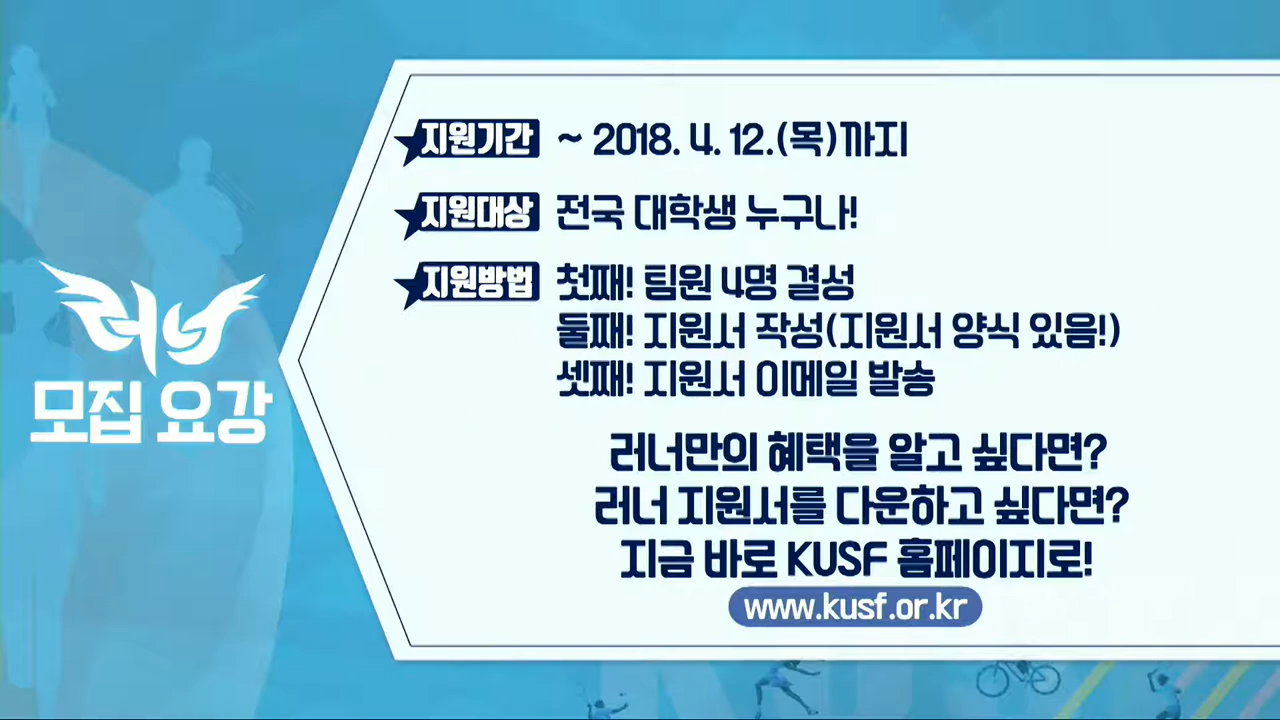 러너
모집 요강
지원기간 ~ 2018. 4. 12.(목)까지
지원대상 전국 대학생 누구나!
지원방법 첫째! 팀원 4명 결성
둘째! 지원서 작성(지원서 양식 있음!)
셋째! 지원서 이메일 발송
러너만의 혜택을 알고 싶다면?
러너 지원서를 다운하고 싶다면?
지금 바로 KUSF 홈페이지로!
www.kusf.or.kr